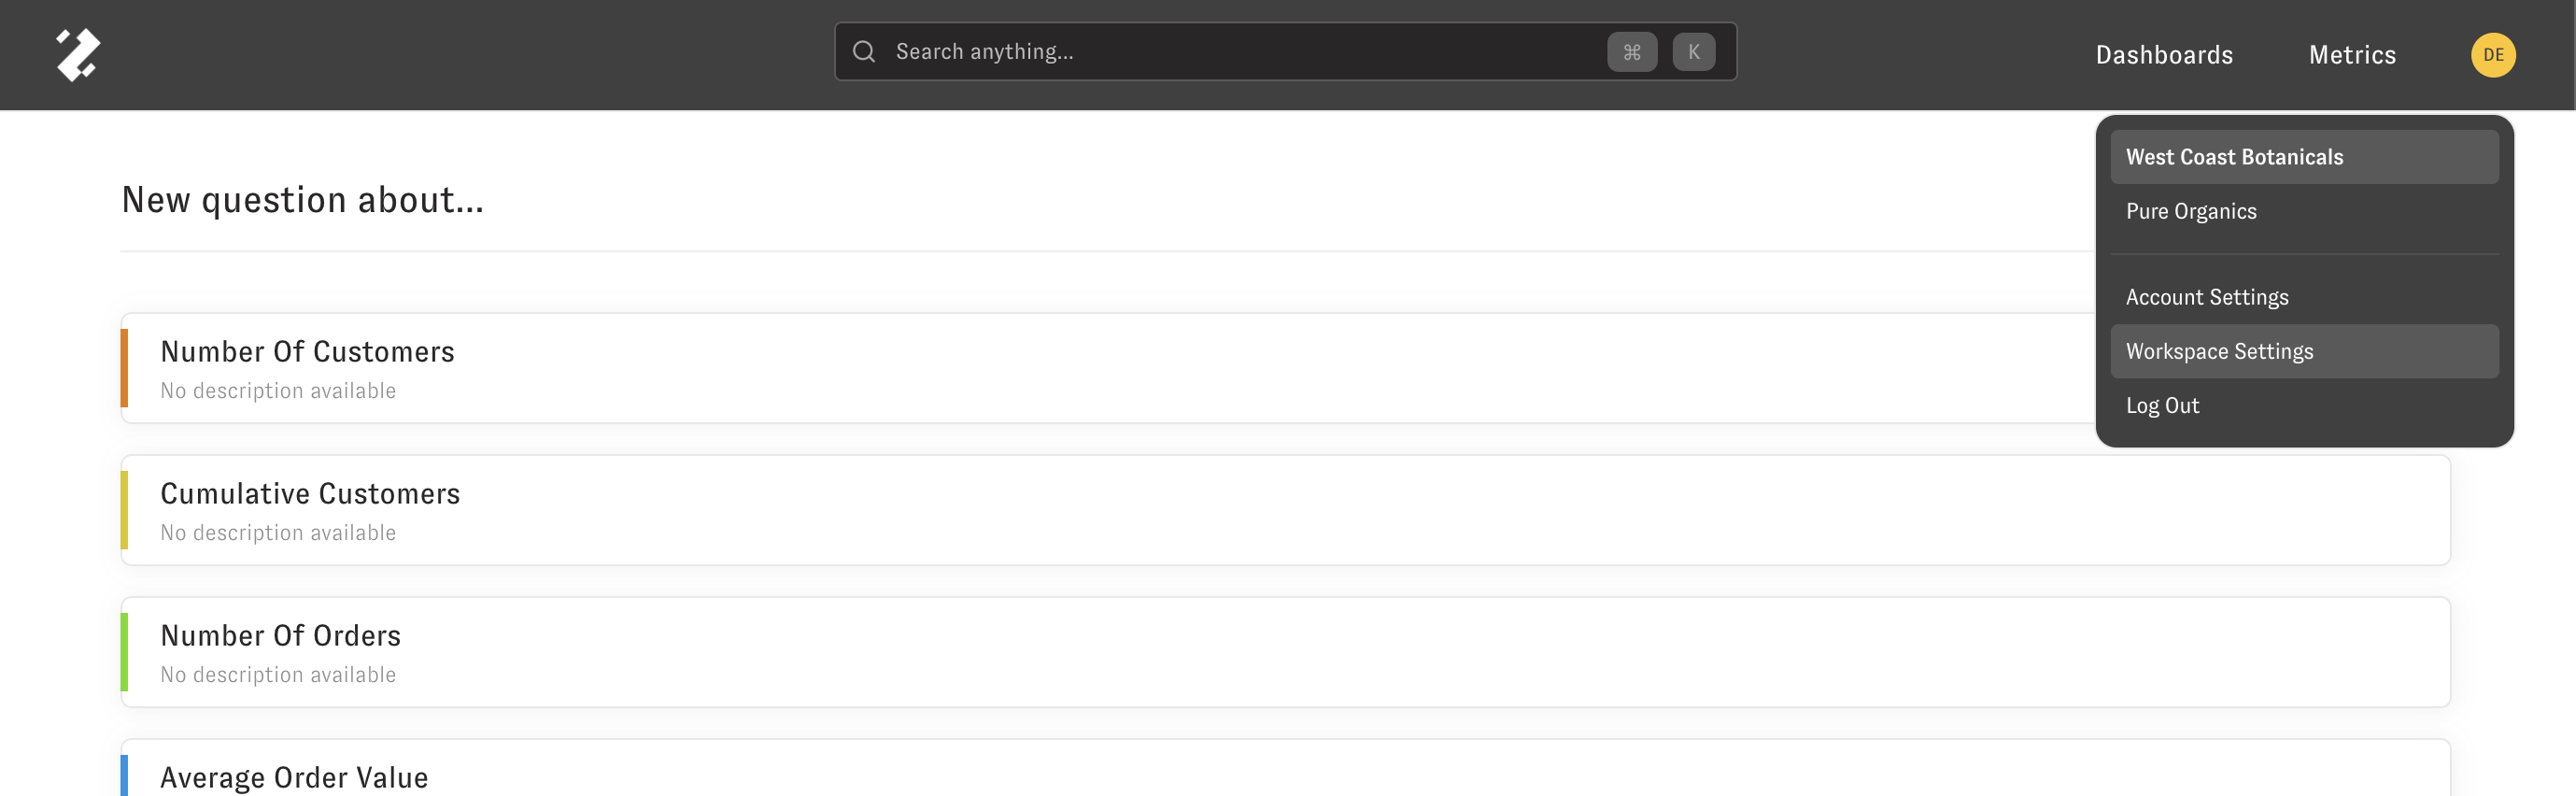 Search anything...
⌘ K
Dashboards
Metrics
DE
West Coast Botanicals
Pure Organics
Account Settings
Workspace Settings
Log Out
New question about...
Number Of Customers
No description available
Cumulative Customers
No description available
Number Of Orders
No description available
Average Order Value